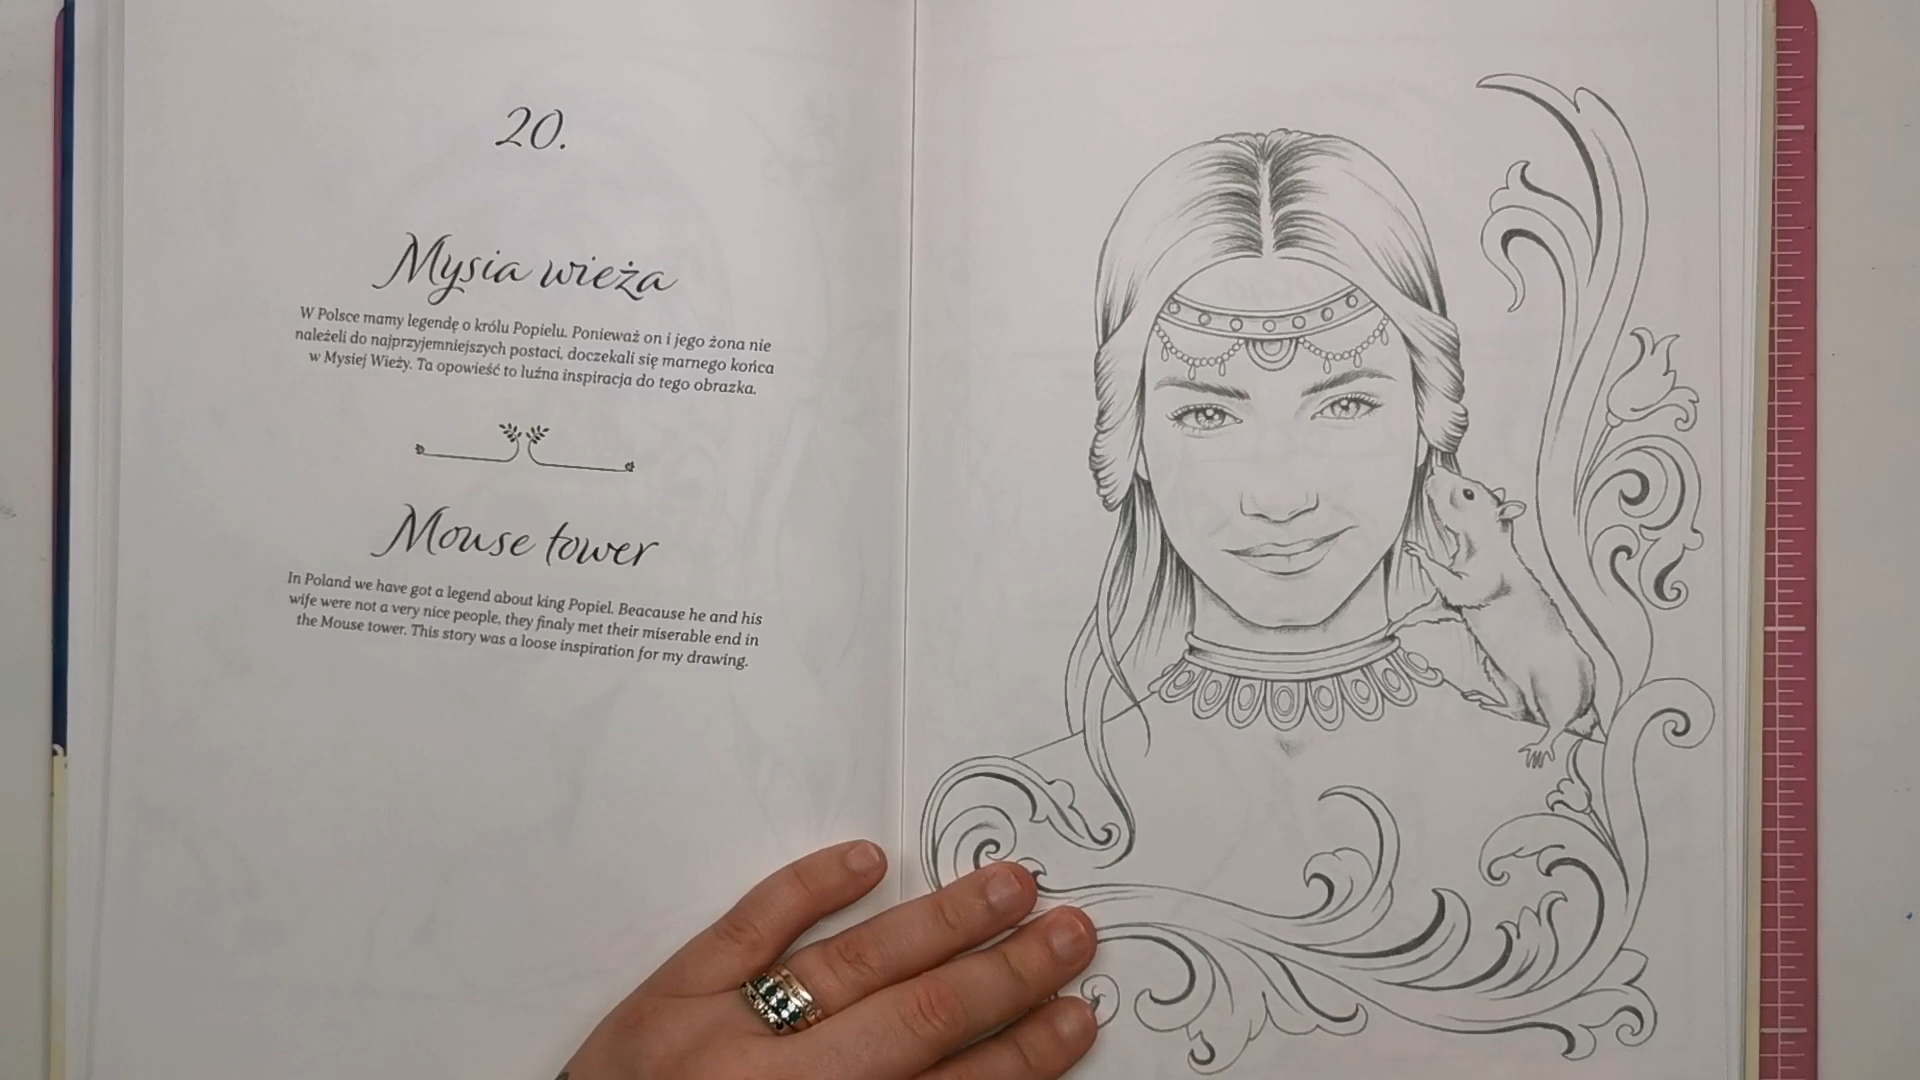 20.
Mysia wieża
W Polsce mamy legendę o królu Popielu. Ponieważ on i jego żona nie
należeli do najprzyjemniejszych postaci, doczekali się marnego końca
w Mysiej Wieży. Ta opowieść to luźna inspiracja do tego obrazka.
Mouse tower
In Poland we have got a legend about king Popiel. Beacause he and his
wife were not a very nice people, they finaly met their miserable end in
the Mouse tower. This story was a loose inspiration for my drawing.